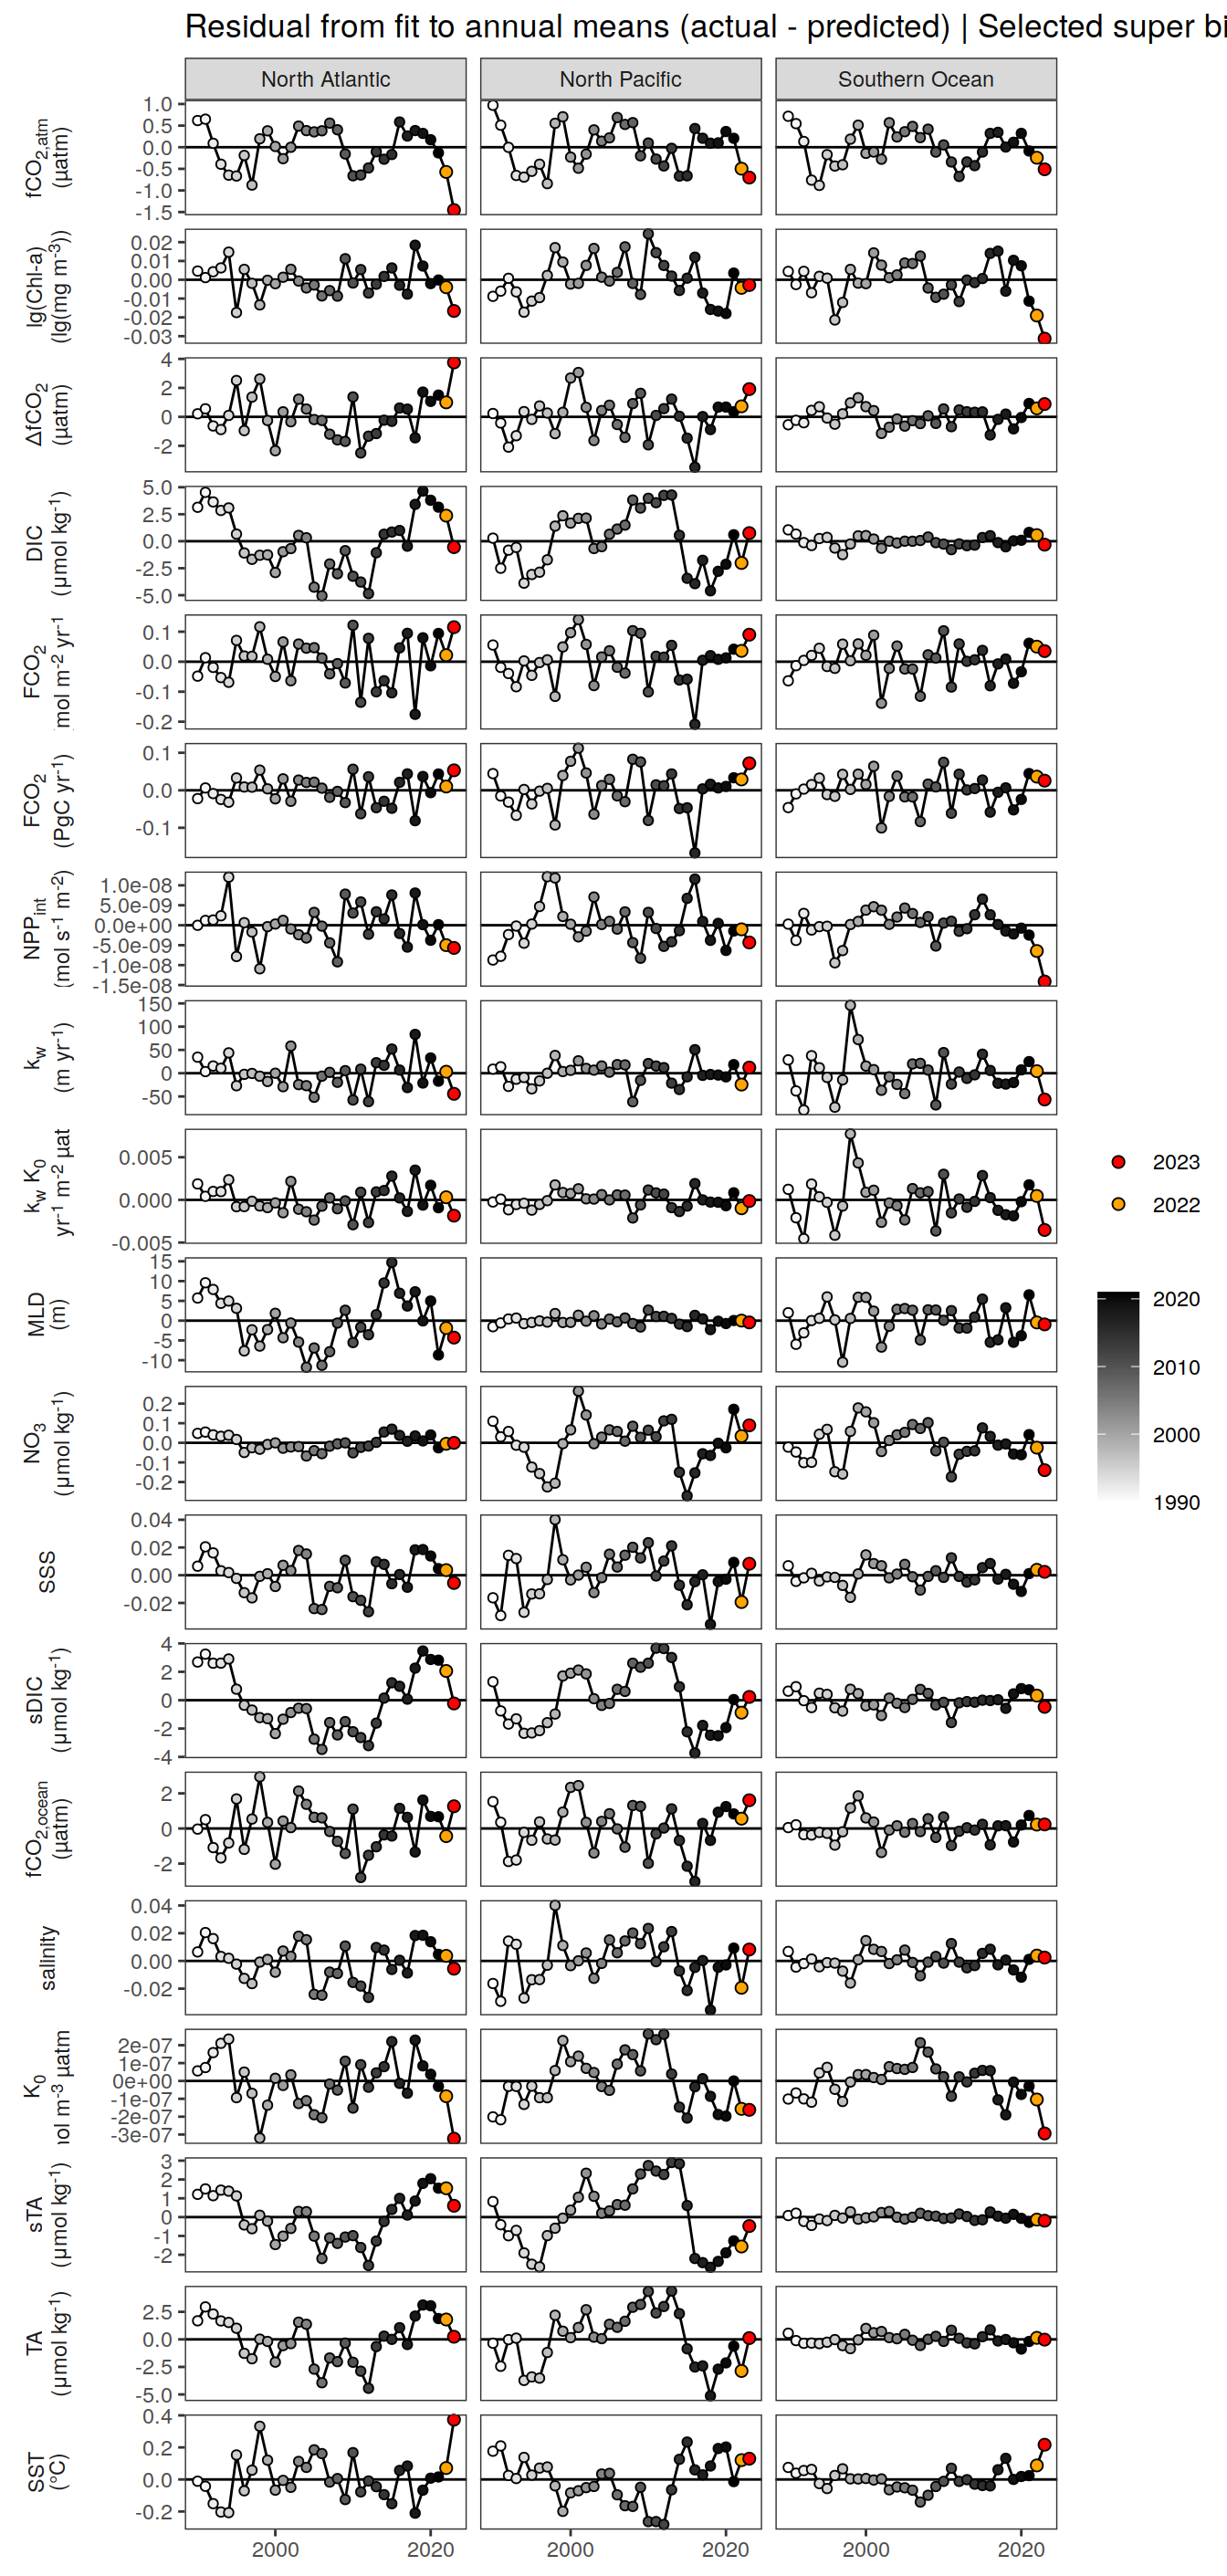 Residual from fit to annual means (actual - predicted) | Selected super bi
North Atlantic North Pacific Southern Ocean
fCO2,atm
(µatm)
1.0
0.5
0.0
-0.5
-1.0
-1.5
lg(Chl-a)
(lg(mg m-3))
0.02
0.01
0.00
-0.01
-0.02
-0.03
ΔfCO2
(µatm)
4
2
0
-2
DIC
(µmol kg-1)
5.0
2.5
0.0
-2.5
-5.0
FCO2
mol m-2 yr-1
0.1
0.0
-0.1
-0.2
FCO2
(PgC yr-1)
0.1
0.0
-0.1
NPPint
(mol s-1 m-2)
1.0e-08
5.0e-09
0.0e+00
-5.0e-09
-1.0e-08
-1.5e-08
kw
(m yr-1)
150
100
50
0
-50
kw K0
yr-1 m-2 µat
0.005
0.000
-0.005
MLD
(m)
15
10
5
0
-5
-10
NO3
(µmol kg-1)
0.2
0.1
0.0
-0.1
-0.2
SSS
0.04
0.02
0.00
-0.02
sDIC
(µmol kg-1)
4
2
0
-2
-4
fCO2,ocean
(µatm)
2
0
-2
salinity
0.04
0.02
0.00
-0.02
K0
ol m-3 µatm
2e-07
1e-07
0e+00
-1e-07
-2e-07
-3e-07
sTA
(µmol kg-1)
3
2
1
0
-1
-2
TA
(µmol kg-1)
2.5
0.0
-2.5
-5.0
SST
(°C)
0.4
0.2
0.0
-0.2
2000 2020 2000 2020 2000 2020
2023
2022
2020
2010
2000
1990